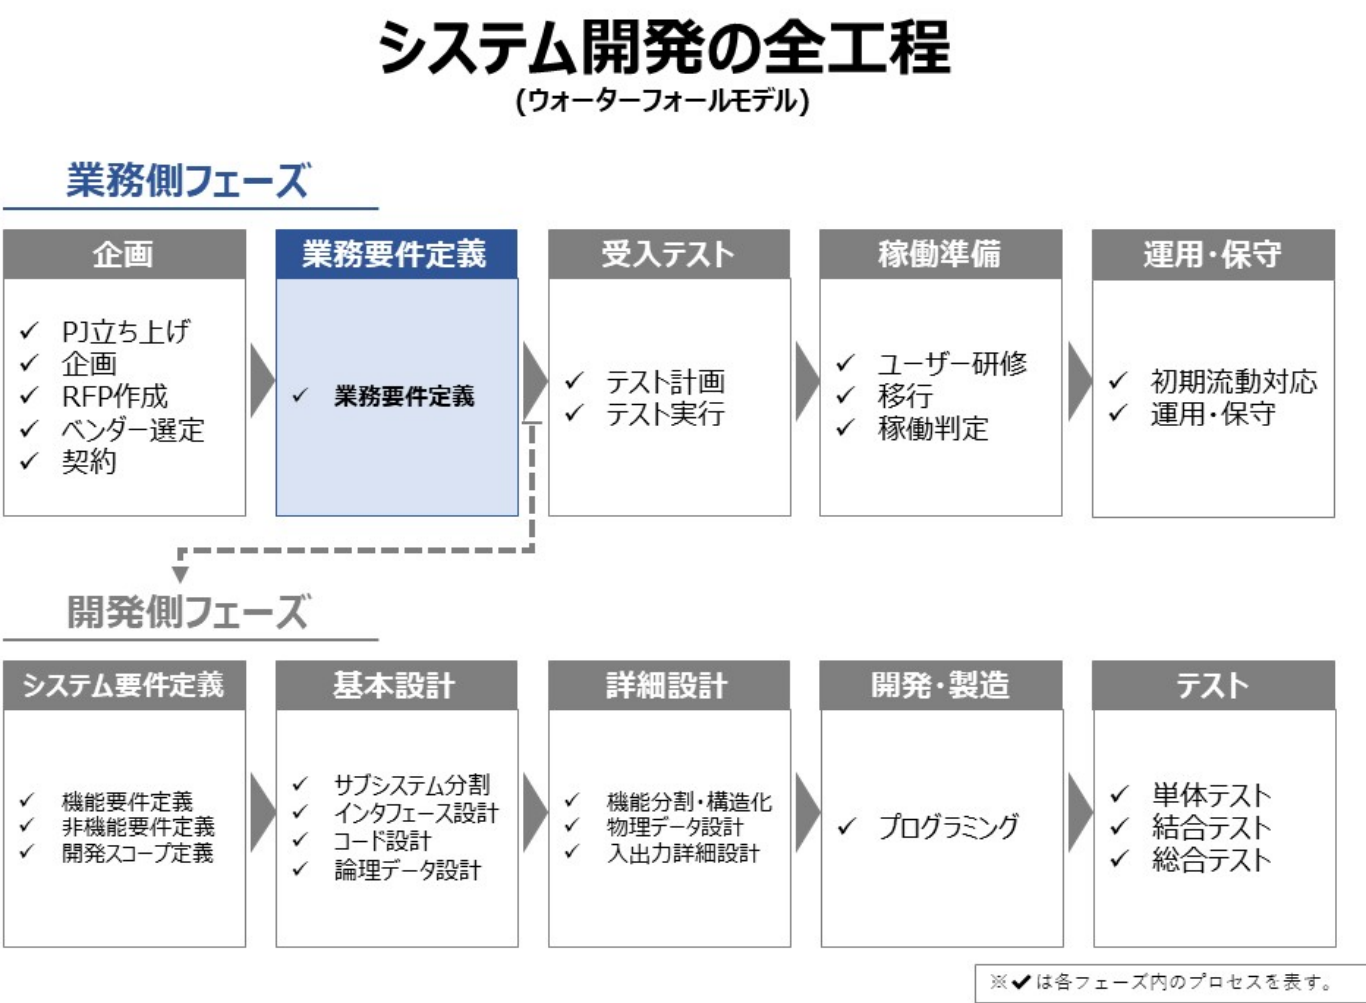 システム開発の全工程
(ウォーターフォールモデル)
業務側フェーズ
企画
✓ PJ立ち上げ
✓ 企画
✓ RFP作成
✓ ベンダー選定
✓ 契約
業務要件定義
✓ 業務要件定義
受入テスト
✓ テスト計画
✓ テスト実行
稼働準備
✓ ユーザー研修
✓ 移行
✓ 稼働判定
運用・保守
✓ 初期流動対応
✓ 運用・保守
開発側フェーズ
システム要件定義
✓ 機能要件定義
✓ 非機能要件定義
✓ 開発スコープ定義
基本設計
✓ サブシステム分割
✓ インタフェース設計
✓ コード設計
✓ 論理データ設計
詳細設計
✓ 機能分割・構造化
✓ 物理データ設計
✓ 入出力詳細設計
開発・製造
✓ プログラミング
テスト
✓ 単体テスト
✓ 結合テスト
✓ 総合テスト
※✔は各フェーズ内のプロセスを表す。